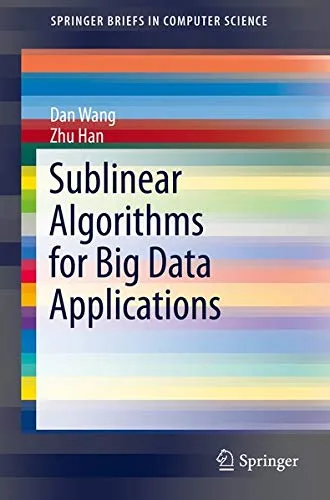 SPRINGER BRIEFS IN COMPUTER SCIENCE
Dan Wang
Zhu Han
Sublinear
Algorithms
for Big Data
Applications
Springer